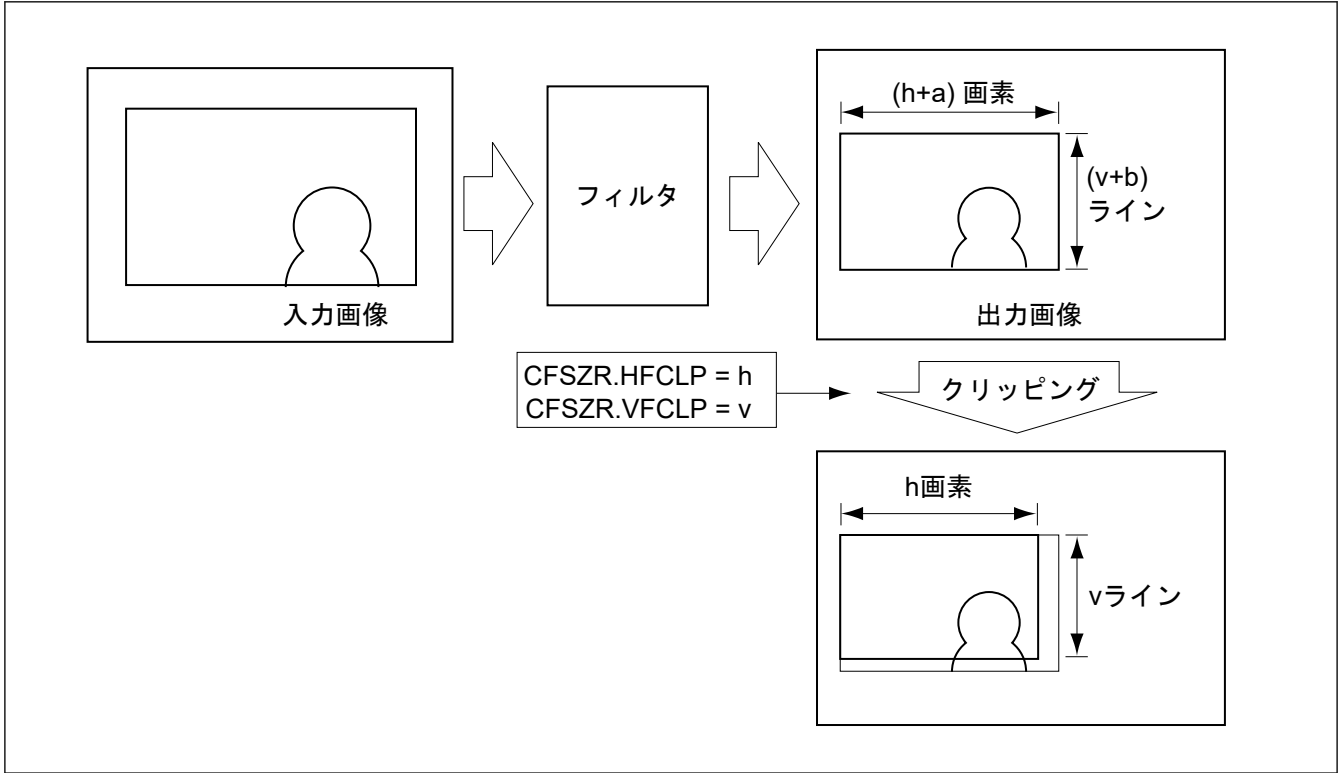 入力画像
フィルタ
(h+a) 画素
(v+b)
ライン
出力画像
CFSZR.HFCLP = h
CFSZR.VFCLP = v
クリッピング
h画素
vライン